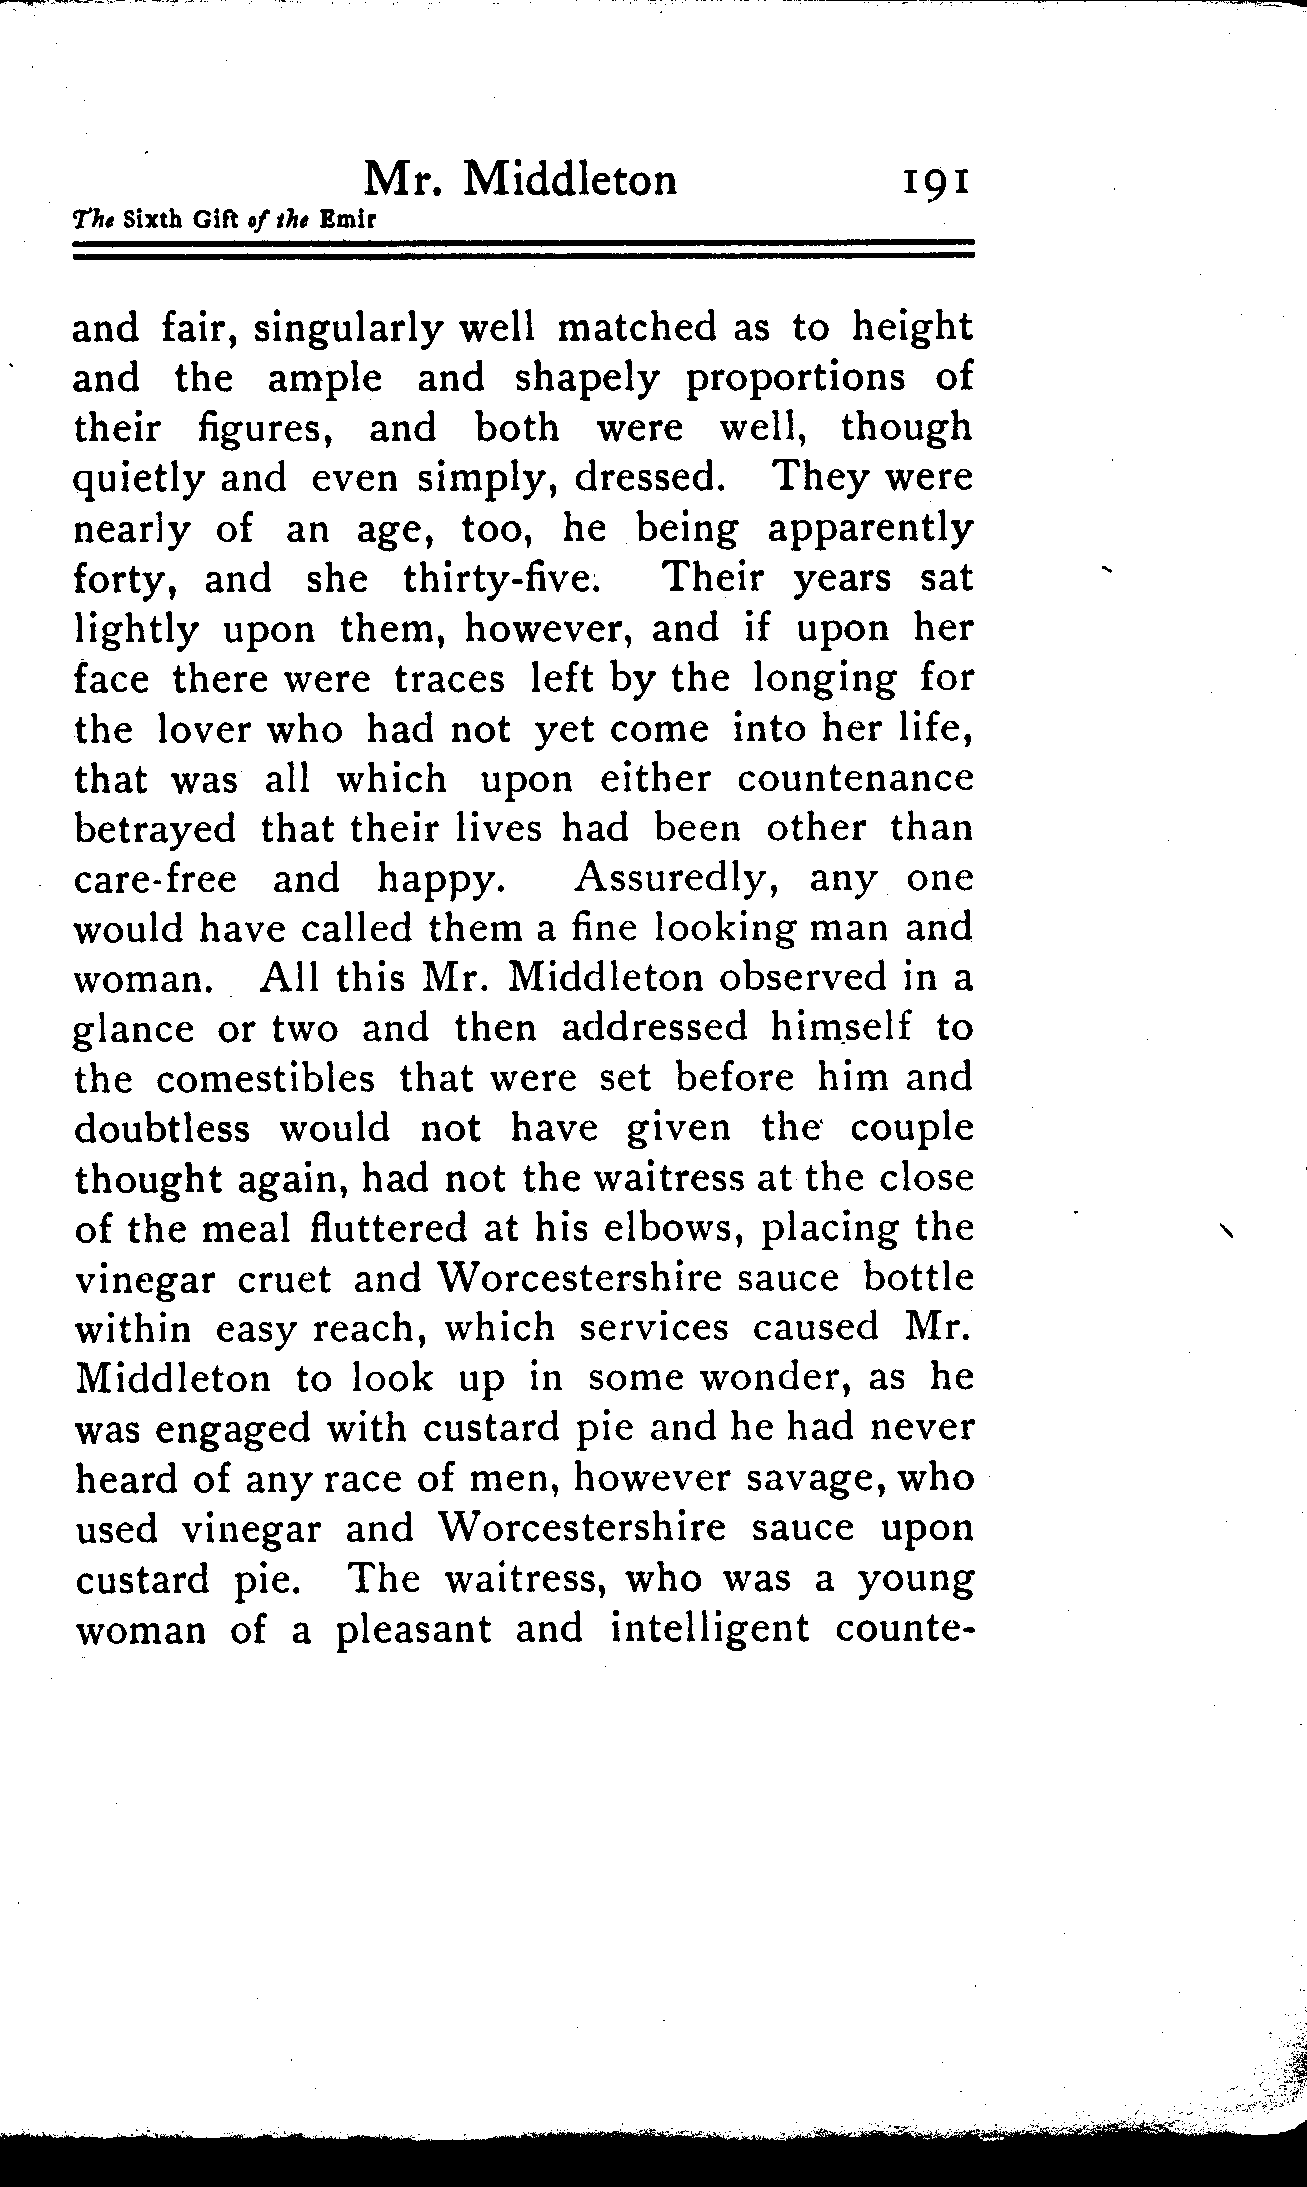 Mr. Middleton 191
The Sixth Gift of the Emir
and fair, singularly well matched as to height
and the ample and shapely proportions of
their figures, and both were well, though
quietly and even simply, dressed. They were
nearly of an age, too, he being apparently
forty, and she thirty-five. Their years sat
lightly upon them, however, and if upon her
face there were traces left by the longing for
the lover who had not yet come into her life,
that was all which upon either countenance
betrayed that their lives had been other than
care-free and happy. Assuredly, any one
would have called them a fine looking man and
woman. All this Mr. Middleton observed in a
glance or two and then addressed himself to
the comestibles that were set before him and
doubtless would not have given the couple
thought again, had not the waitress at the close
of the meal fluttered at his elbows, placing the
vinegar cruet and Worcestershire sauce bottle
within easy reach, which services caused Mr.
Middleton to look up in some wonder, as he
was engaged with custard pie and he had never
heard of any race of men, however savage, who
used vinegar and Worcestershire sauce upon
custard pie. The waitress, who was a young
woman of a pleasant and intelligent counte-